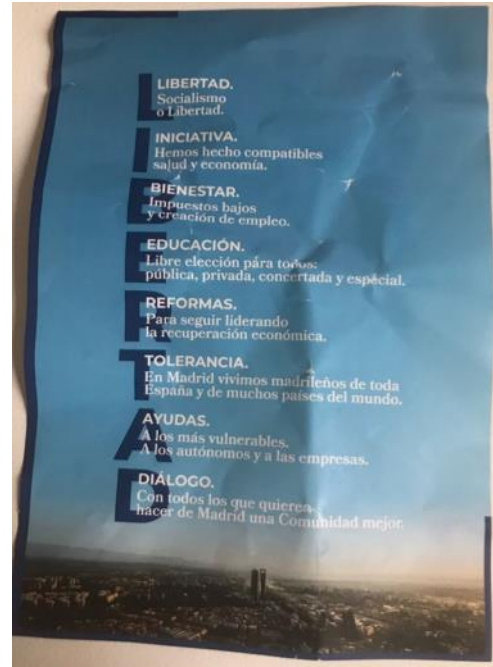 LIBERTAD.
Socialismo
o Libertad.
INICIATIVA.
Hemos hecho compatibles
salud y economía.
BIENESTAR.
Impuestos bajos
y creación de empleo.
EDUCACIÓN.
Libre elección para todos:
pública, privada, concertada y especial.
REFORMAS.
Para seguir liderando
la recuperación económica.
TOLERANCIA.
En Madrid vivimos madrileños de toda
España y de muchos países del mundo.
AYUDAS.
A los más vulnerables.
A los autónomos y a las empresas.
DIÁLOGO.
Con todos los que quieren
hacer de Madrid una Comunidad mejor.
LIBERTAD